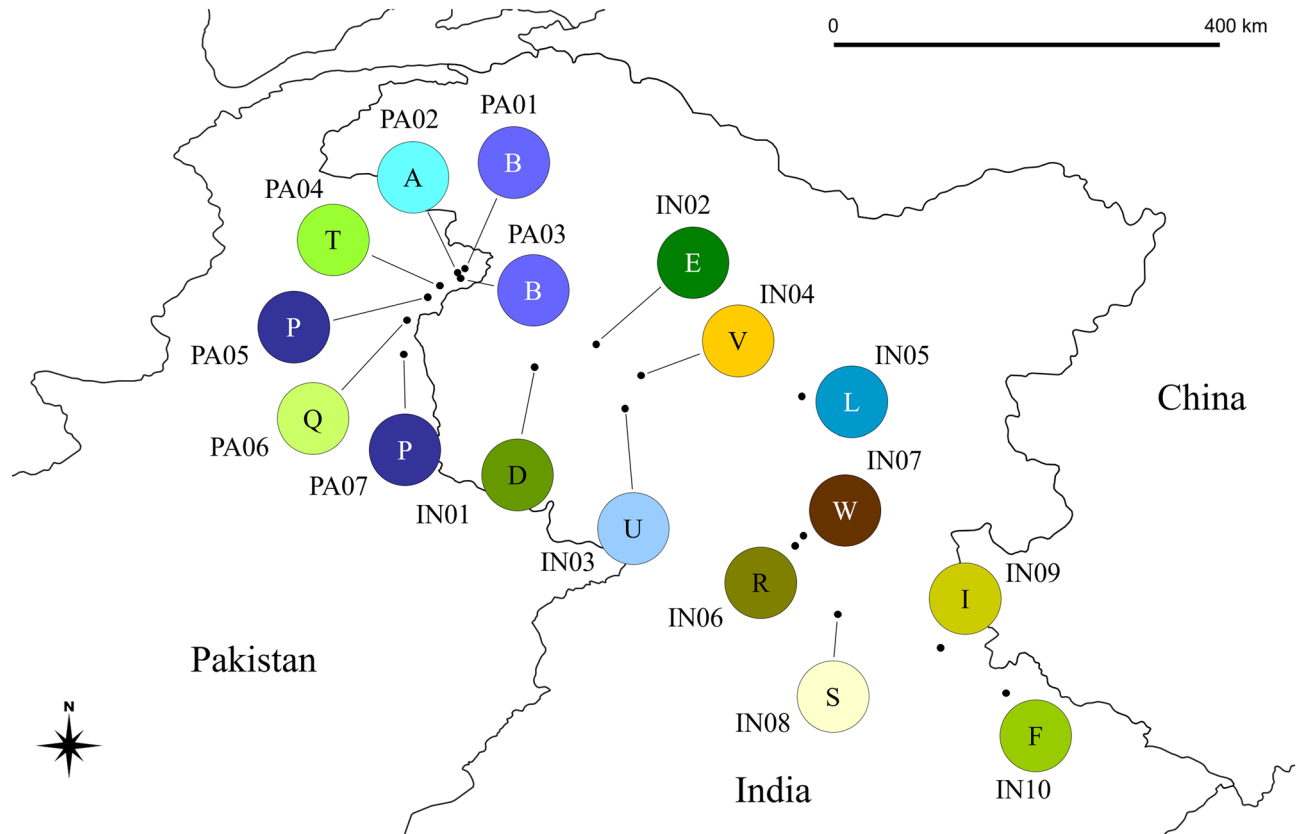 0 400 km
PA01
PA02
B
A
PA04
IN02
T
PA03
E
B
IN04
P
V
PA05
IN05
L
China
Q
PA06
P
IN07
PA07
D
IN01
W
U
IN03
IN09
R
I
IN06
Pakistan
S
N
IN08
F
India
IN10